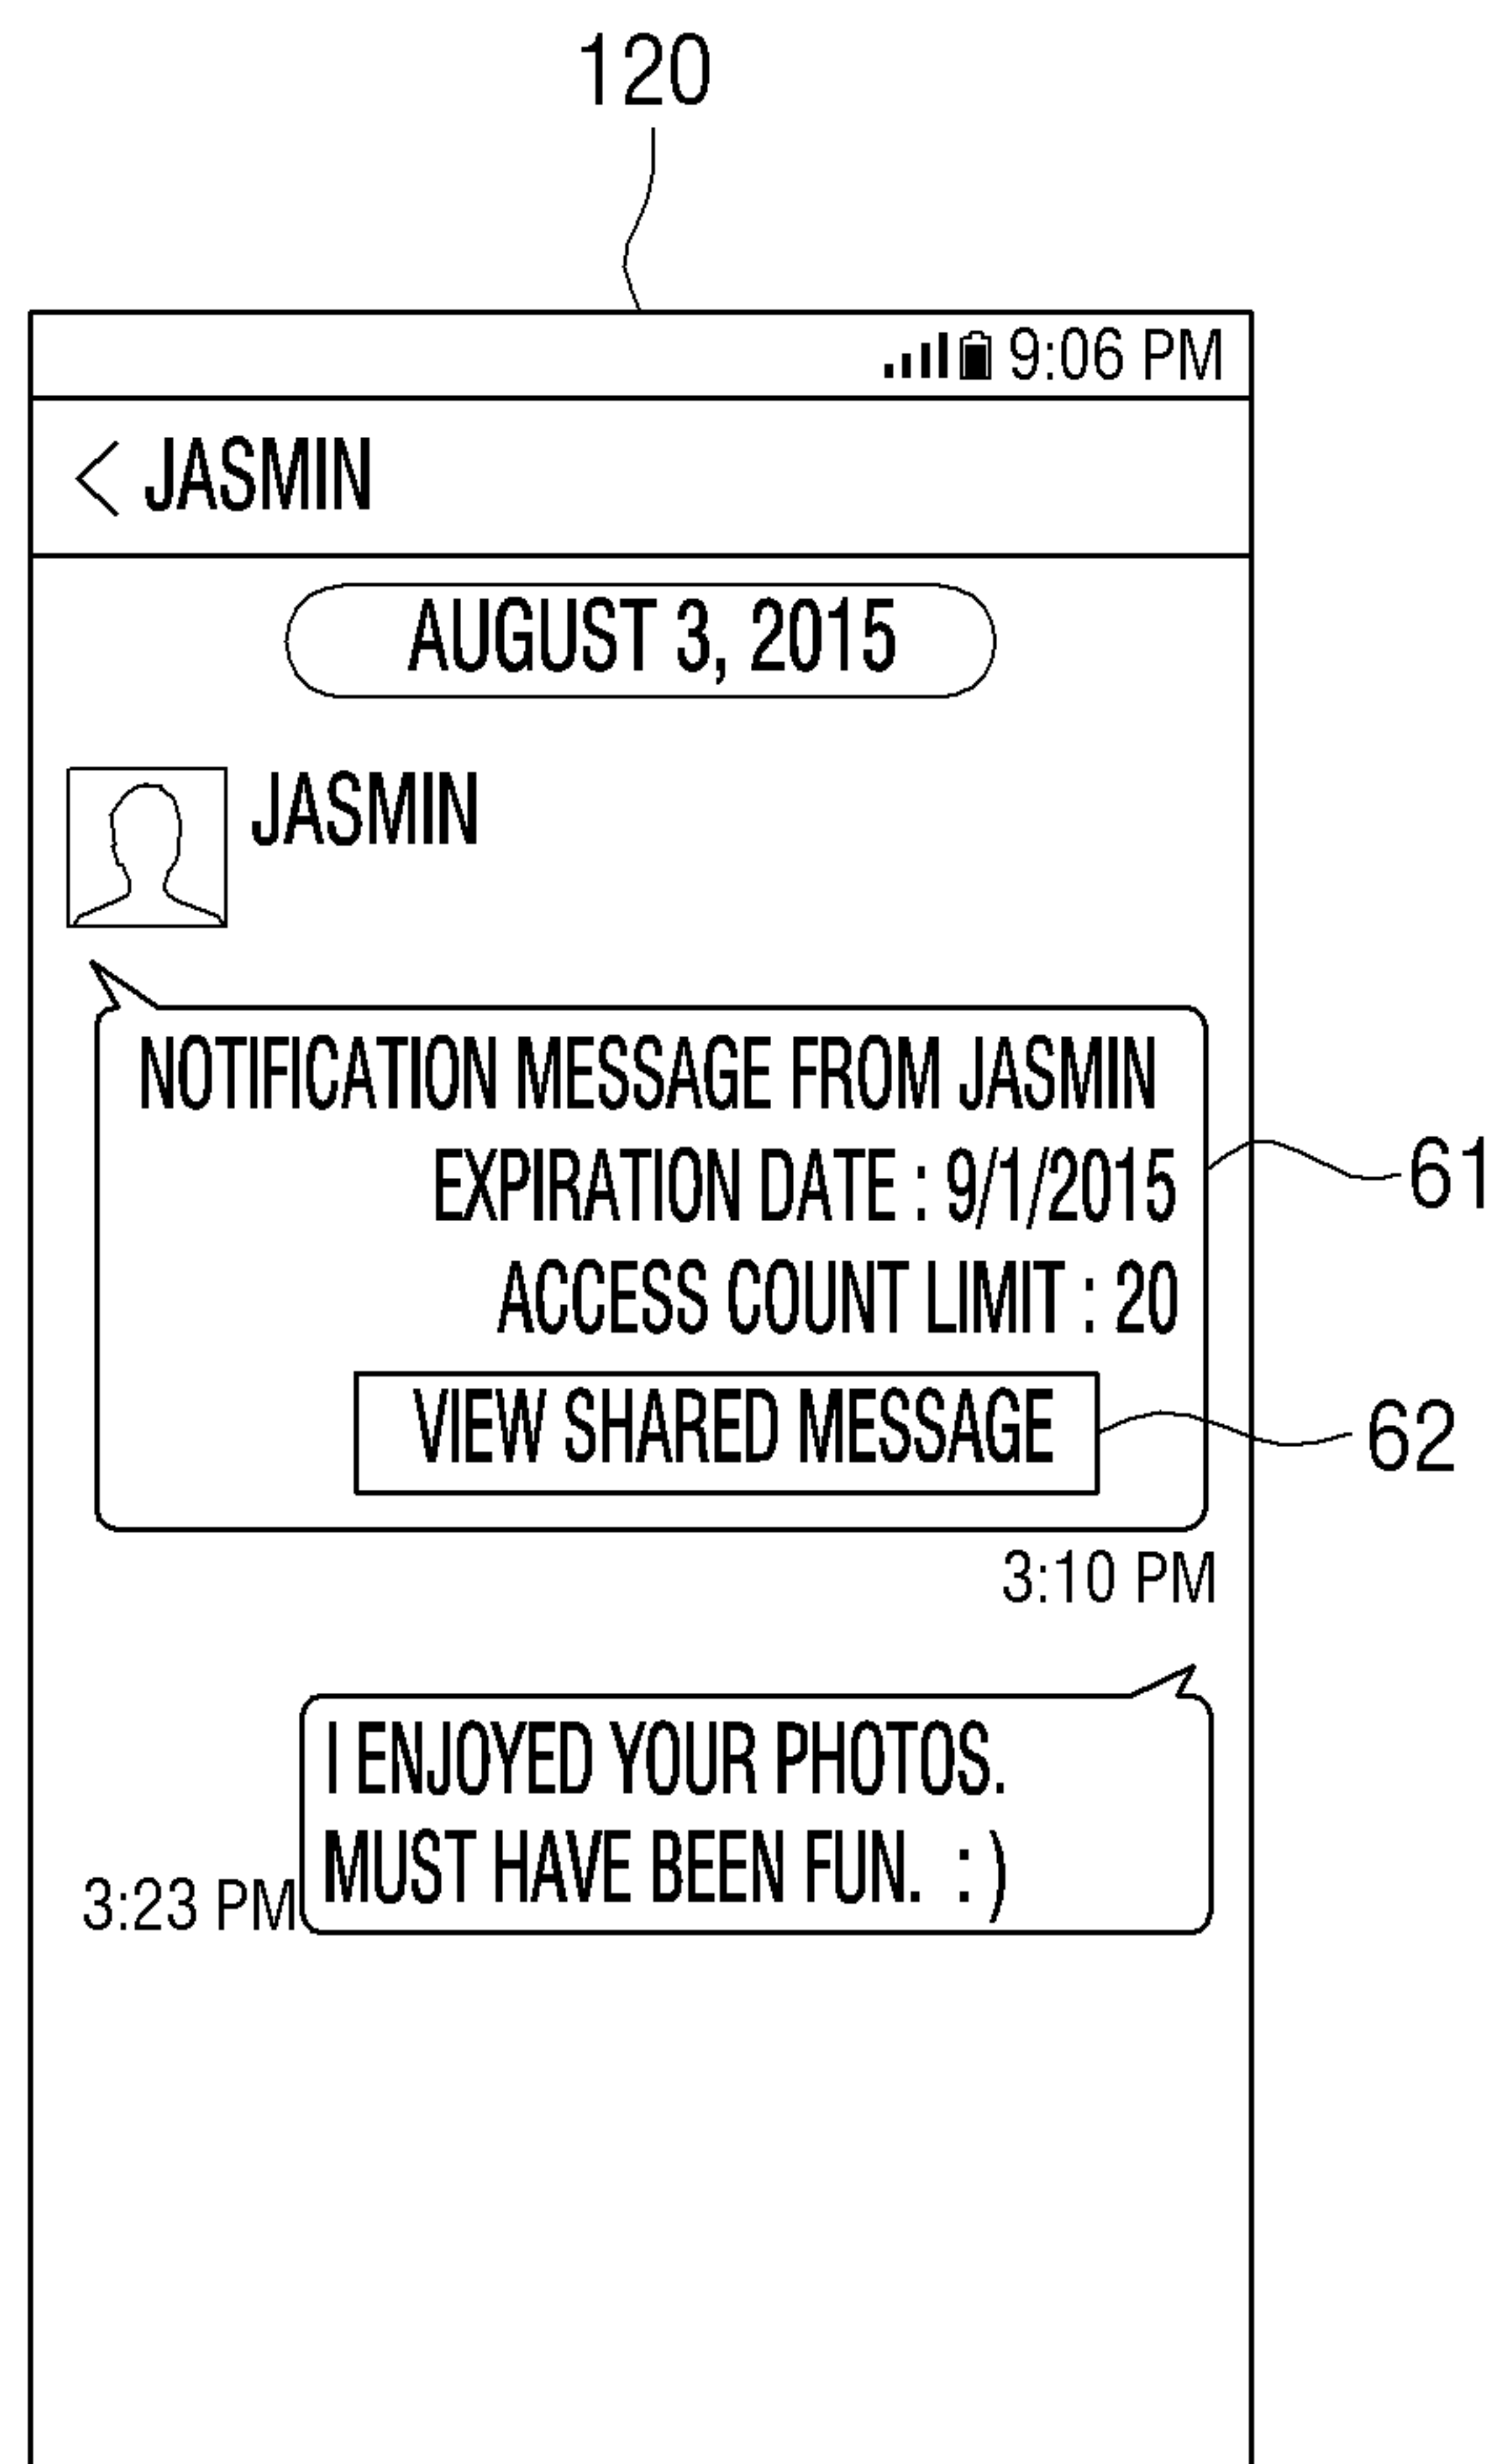 120
9:06 PM
< JASMIN
AUGUST 3, 2015
JASMIN
NOTIFICATION MESSAGE FROM JASMIN
EXPIRATION DATE : 9/1/2015
61
ACCESS COUNT LIMIT : 20
VIEW SHARED MESSAGE
62
3:10 PM
I ENJOYED YOUR PHOTOS.
MUST HAVE BEEN FUN. : )
3:23 PM